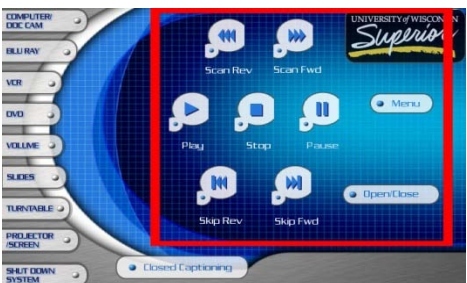 COMPUTER/
DOC CAM
BLU RAY
VCR
DVD
VOLUME
SLIDES
TURNTABLE
PROJECTOR
/SCREEN
SHUT DOWN
SYSTEM
UNIVERSITY of WISCONSIN
Superior
Scan Rev Scan Fwd
Menu
Play Stop Pause
Open/Close
Skip Rev Skip Fwd
Closed Captioning